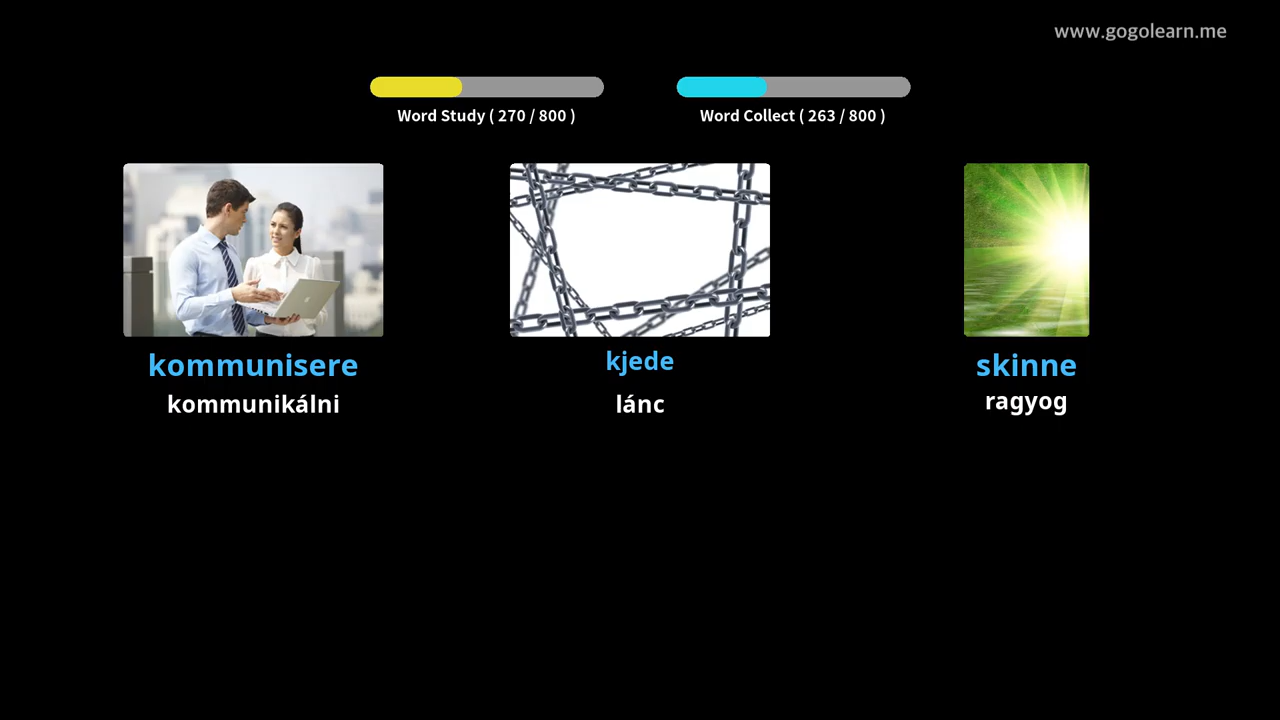 www.gogolearn.me
Word Study ( 270 / 800 )
Word Collect ( 263 / 800 )
kommunisere
kommunikálni
kjede
lánc
skinne
ragyog